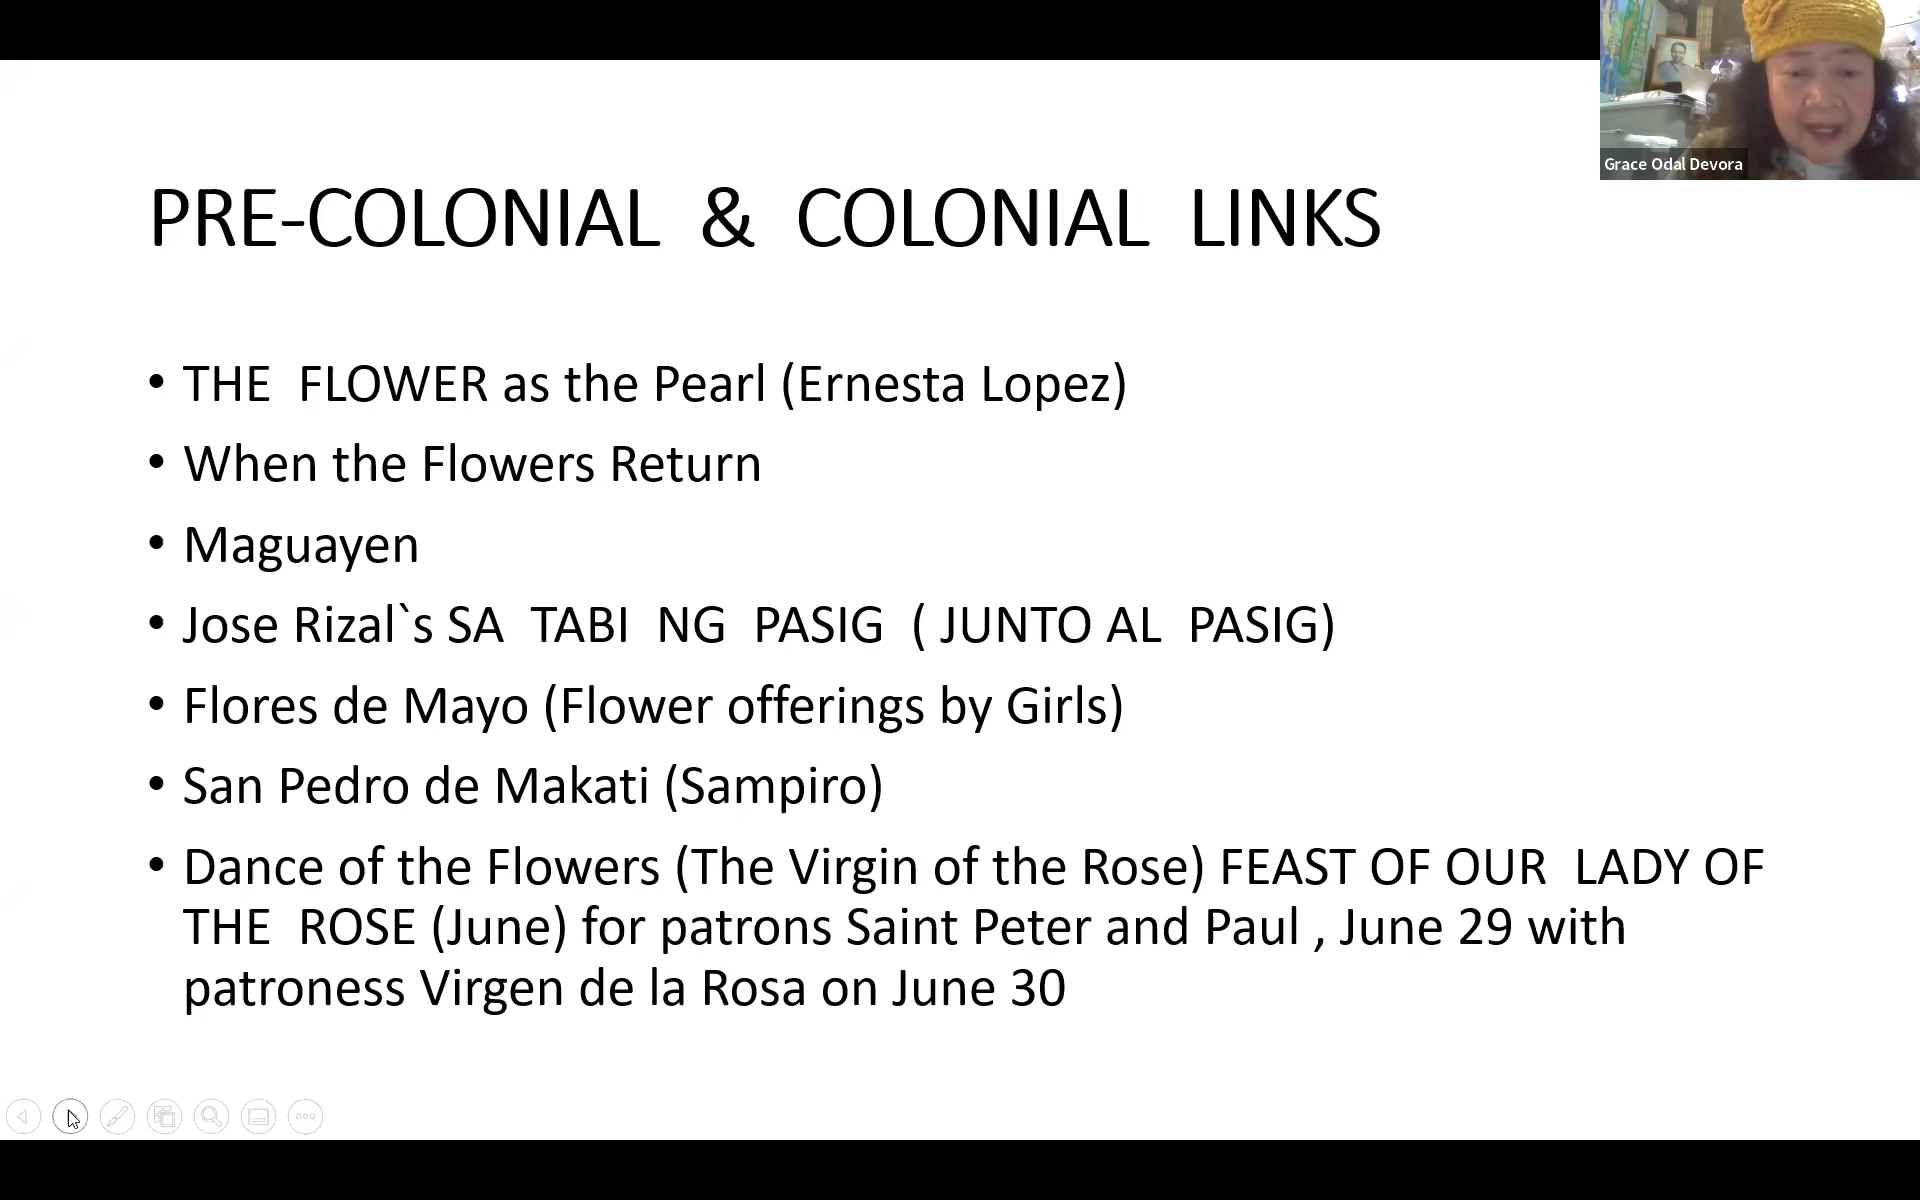 Grace Odal Devora
PRE-COLONIAL & COLONIAL LINKS
• THE FLOWER as the Pearl (Ernesta Lopez)
• When the Flowers Return
• Maguayen
• Jose Rizal`s SA TABI NG PASIG ( JUNTO AL PASIG)
• Flores de Mayo (Flower offerings by Girls)
• San Pedro de Makati (Sampiro)
• Dance of the Flowers (The Virgin of the Rose) FEAST OF OUR LADY OF
THE ROSE (June) for patrons Saint Peter and Paul , June 29 with
patroness Virgen de la Rosa on June 30